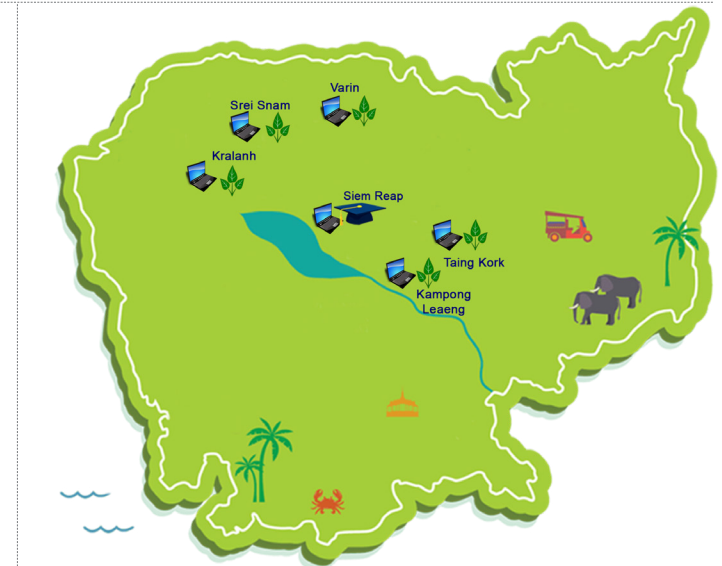 Varin
Srei Snam
Kralanh
Siem Reap
Taing Kork
Kampong
Leaeng